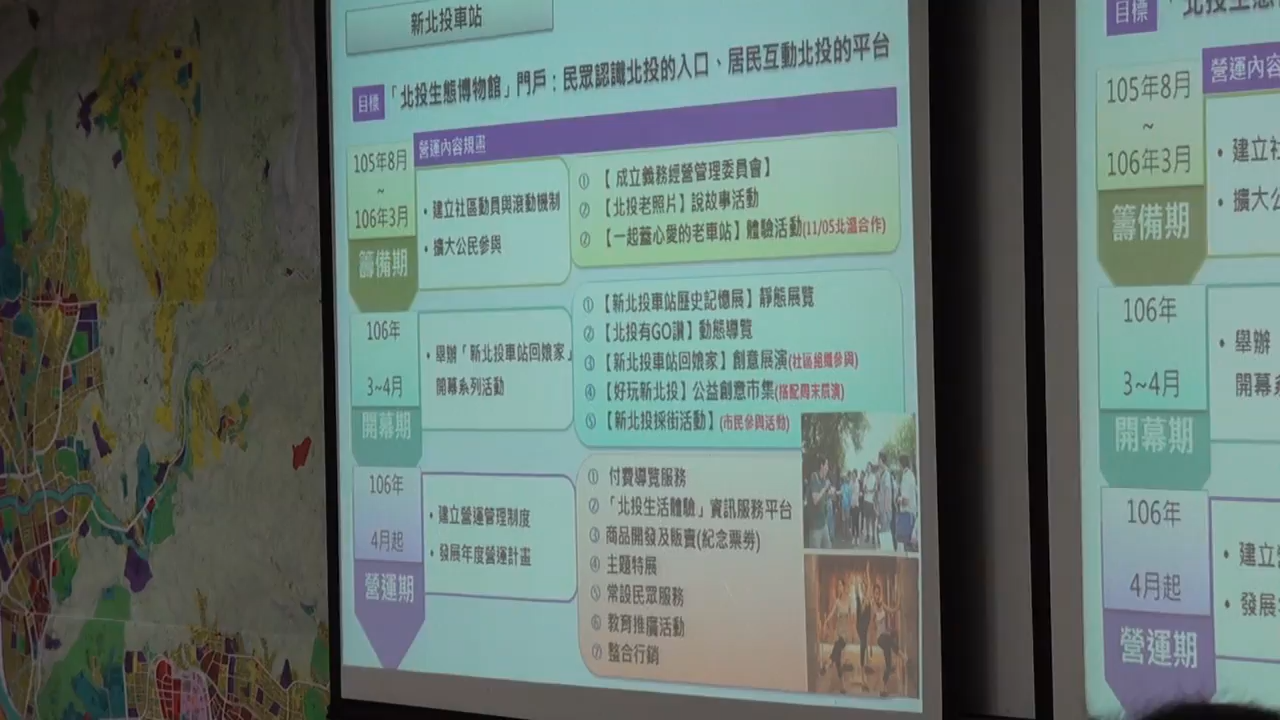 新北投車站
目標 「北投生態博物館」門戶：民眾認識北投的入口、居民互動北投的平台
營運內容規畫
105年8月
~
106年3月
籌備期
• 建立社區動員與滾動機制
• 擴大公民參與
① 【 成立義務經營管理委員會】
② 【北投老照片】說故事活動
② 【一起蓋心愛的老車站】體驗活動(11/05北溫合作)
106年
3~4月
開幕期
• 舉辦「新北投車站回娘家」
開幕系列活動
① 【新北投車站歷史記憶展】靜態展覽
② 【北投有GO讚】動態導覽
③ 【新北投車站回娘家】創意展演(社區組織參與)
④ 【好玩新北投】公益創意市集(搭配周末展演)
⑤ 【新北投採街活動】(市民參與活動)
106年
4月起
營運期
• 建立營運管理制度
• 發展年度營運計畫
① 付費導覽服務
② 「北投生活體驗」資訊服務平台
③ 商品開發及販賣(紀念票券)
④ 主題特展
⑤ 常設民眾服務
⑥ 教育推廣活動
⑦ 整合行銷
目標 「北投生態
營運內容
105年8月
~
106年3月
籌備期
• 建立社
• 擴大公
106年
3~4月
開幕期
• 舉辦
開幕
106年
4月起
營運期
• 建立
• 發展